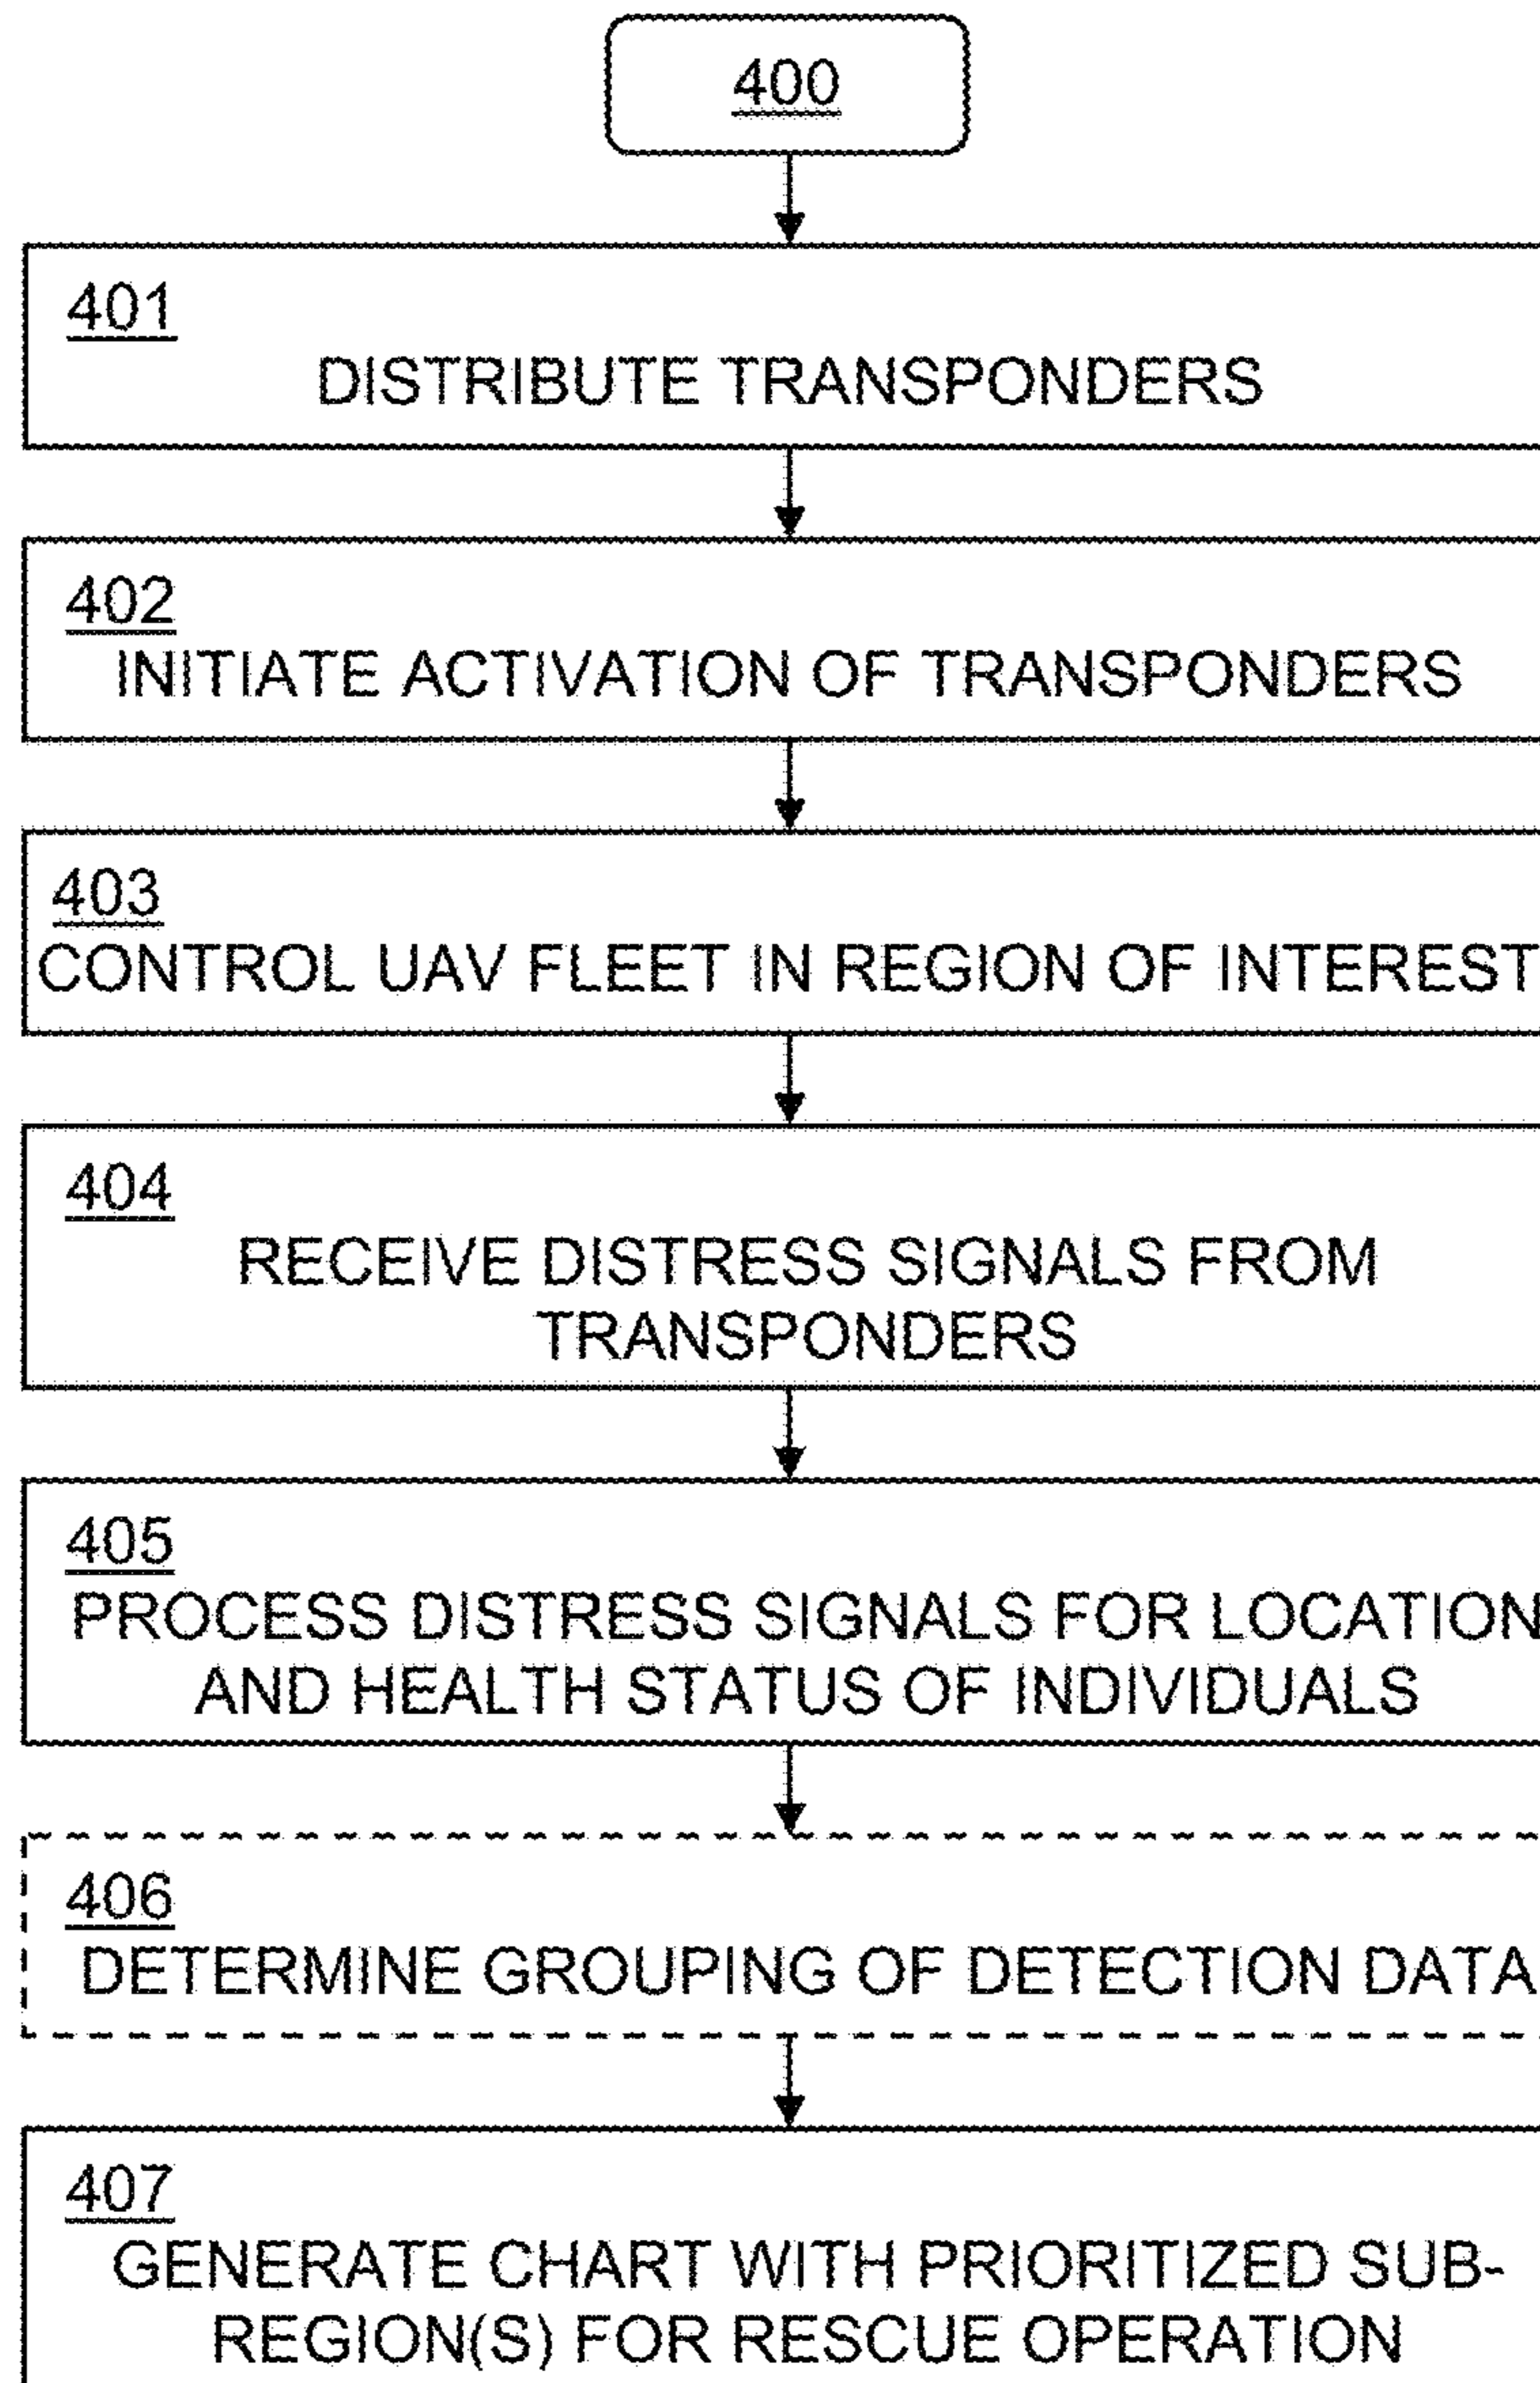 400
401
DISTRIBUTE TRANSPONDERS
402
INITIATE ACTIVATION OF TRANSPONDERS
403
CONTROL UAV FLEET IN REGION OF INTEREST
404
RECEIVE DISTRESS SIGNALS FROM
TRANSPONDERS
405
PROCESS DISTRESS SIGNALS FOR LOCATION
AND HEALTH STATUS OF INDIVIDUALS
406
DETERMINE GROUPING OF DETECTION DATA
407
GENERATE CHART WITH PRIORITIZED SUB-
REGION(S) FOR RESCUE OPERATION